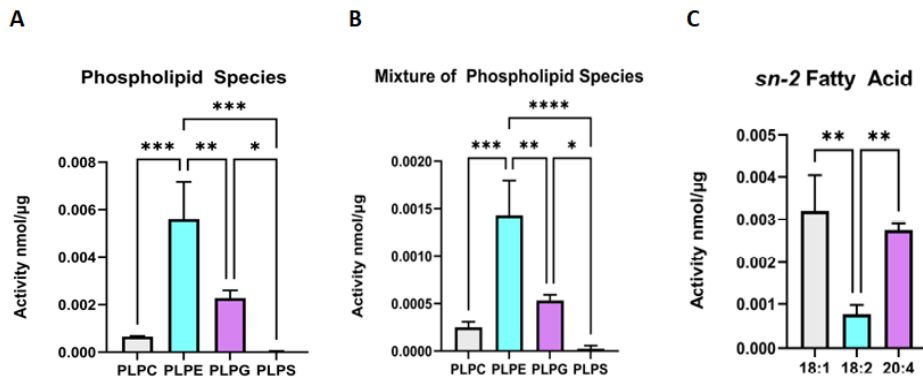 A
B
C
Phospholipid Species
Mixture of Phospholipid Species
sn-2 Fatty Acid
***
*** ** *
Activity nmol/µg
0.008
0.006
0.004
0.002
0.000
PLPC PLPE PLPG PLPS
****
*** ** *
Activity nmol/µg
0.0020
0.0015
0.0010
0.0005
0.0000
PLPC PLPE PLPG PLPS
** **
Activity nmol/µg
0.005
0.004
0.003
0.002
0.001
0.000
18:1 18:2 20:4